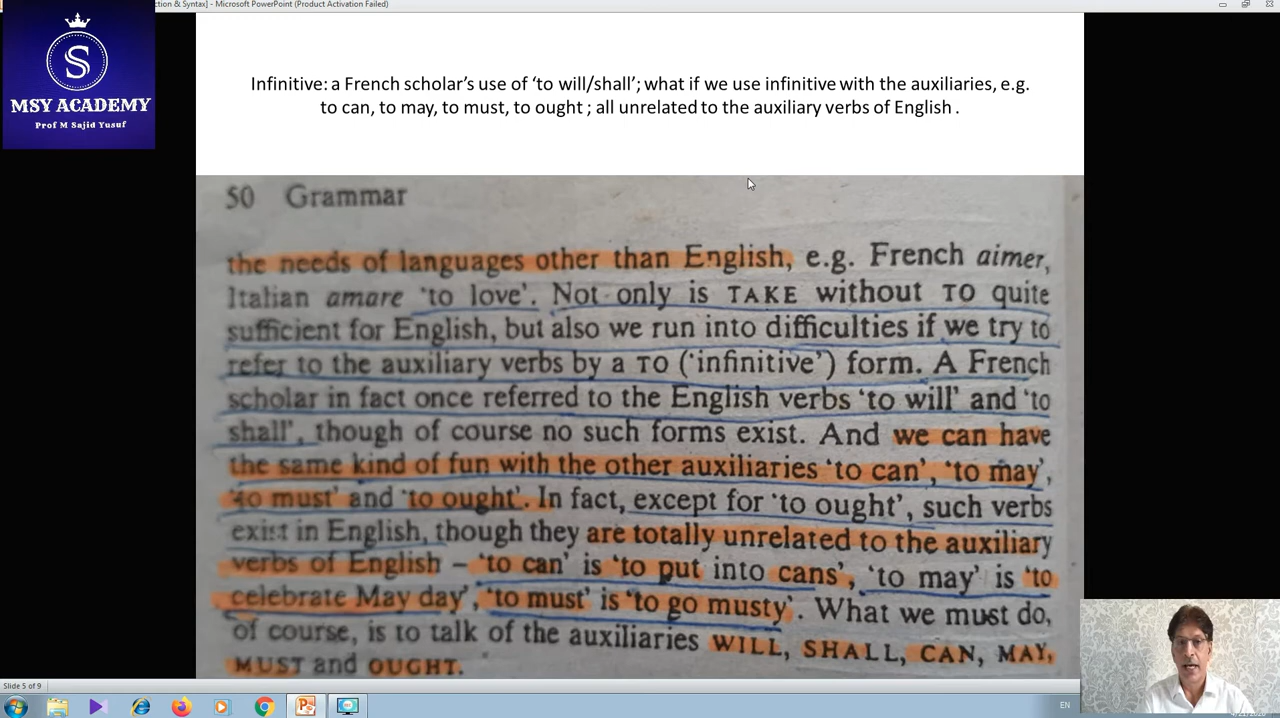 ction & Syntax] - Microsoft PowerPoint (Product Activation Failed)
S
MSY ACADEMY
Prof M Sajid Yusuf
Infinitive: a French scholar's use of ‘to will/shall’; what if we use infinitive with the auxiliaries, e.g.
to can, to may, to must, to ought ; all unrelated to the auxiliary verbs of English .
50 Grammar
the needs of languages other than English, e.g. French aimer,
Italian amare ‘to love’. Not only is TAKE without TO quite
sufficient for English, but also we run into difficulties if we try to
refer to the auxiliary verbs by a TO (‘infinitive’) form. A French
scholar in fact once referred to the English verbs ‘to will’ and ‘to
shall’, though of course no such forms exist. And we can have
the same kind of fun with the other auxiliaries ‘to can’, ‘to may’,
‘to must’ and ‘to ought’. In fact, except for ‘to ought’, such verbs
exist in English, though they are totally unrelated to the auxiliary
verbs of English – ‘to can’ is ‘to put into cans’, ‘to may’ is ‘to
celebrate May day’, ‘to must’ is ‘to go musty’. What we must do,
of course, is to talk of the auxiliaries WILL, SHALL, CAN, MAY,
MUST and OUGHT.
Slide 5 of 9
EN